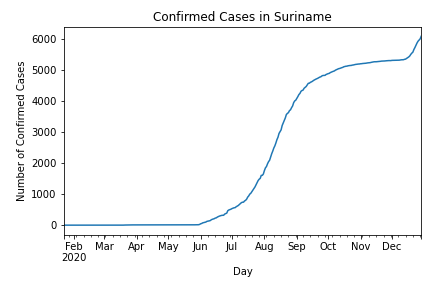 Confirmed Cases in Suriname
Number of Confirmed Cases
6000
5000
4000
3000
2000
1000
0
Feb Mar Apr May Jun Jul Aug Sep Oct Nov Dec
2020
Day